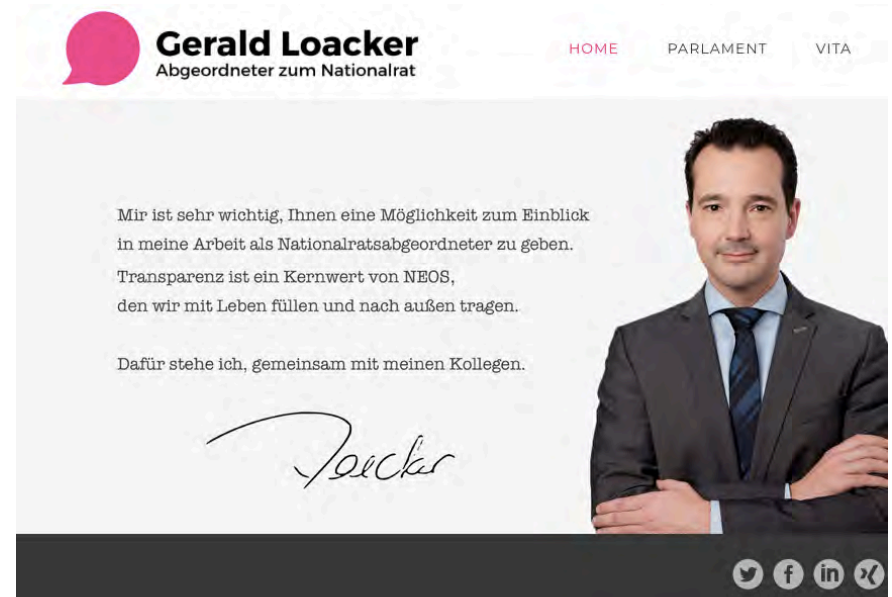 Gerald Loacker
Abgeordneter zum Nationalrat
HOME PARLAMENT VITA
Mir ist sehr wichtig, Ihnen eine Möglichkeit zum Einblick
in meine Arbeit als Nationalratsabgeordneter zu geben.
Transparenz ist ein Kernwert von NEOS,
den wir mit Leben füllen und nach außen tragen.
Dafür stehe ich, gemeinsam mit meinen Kollegen.
Loacker